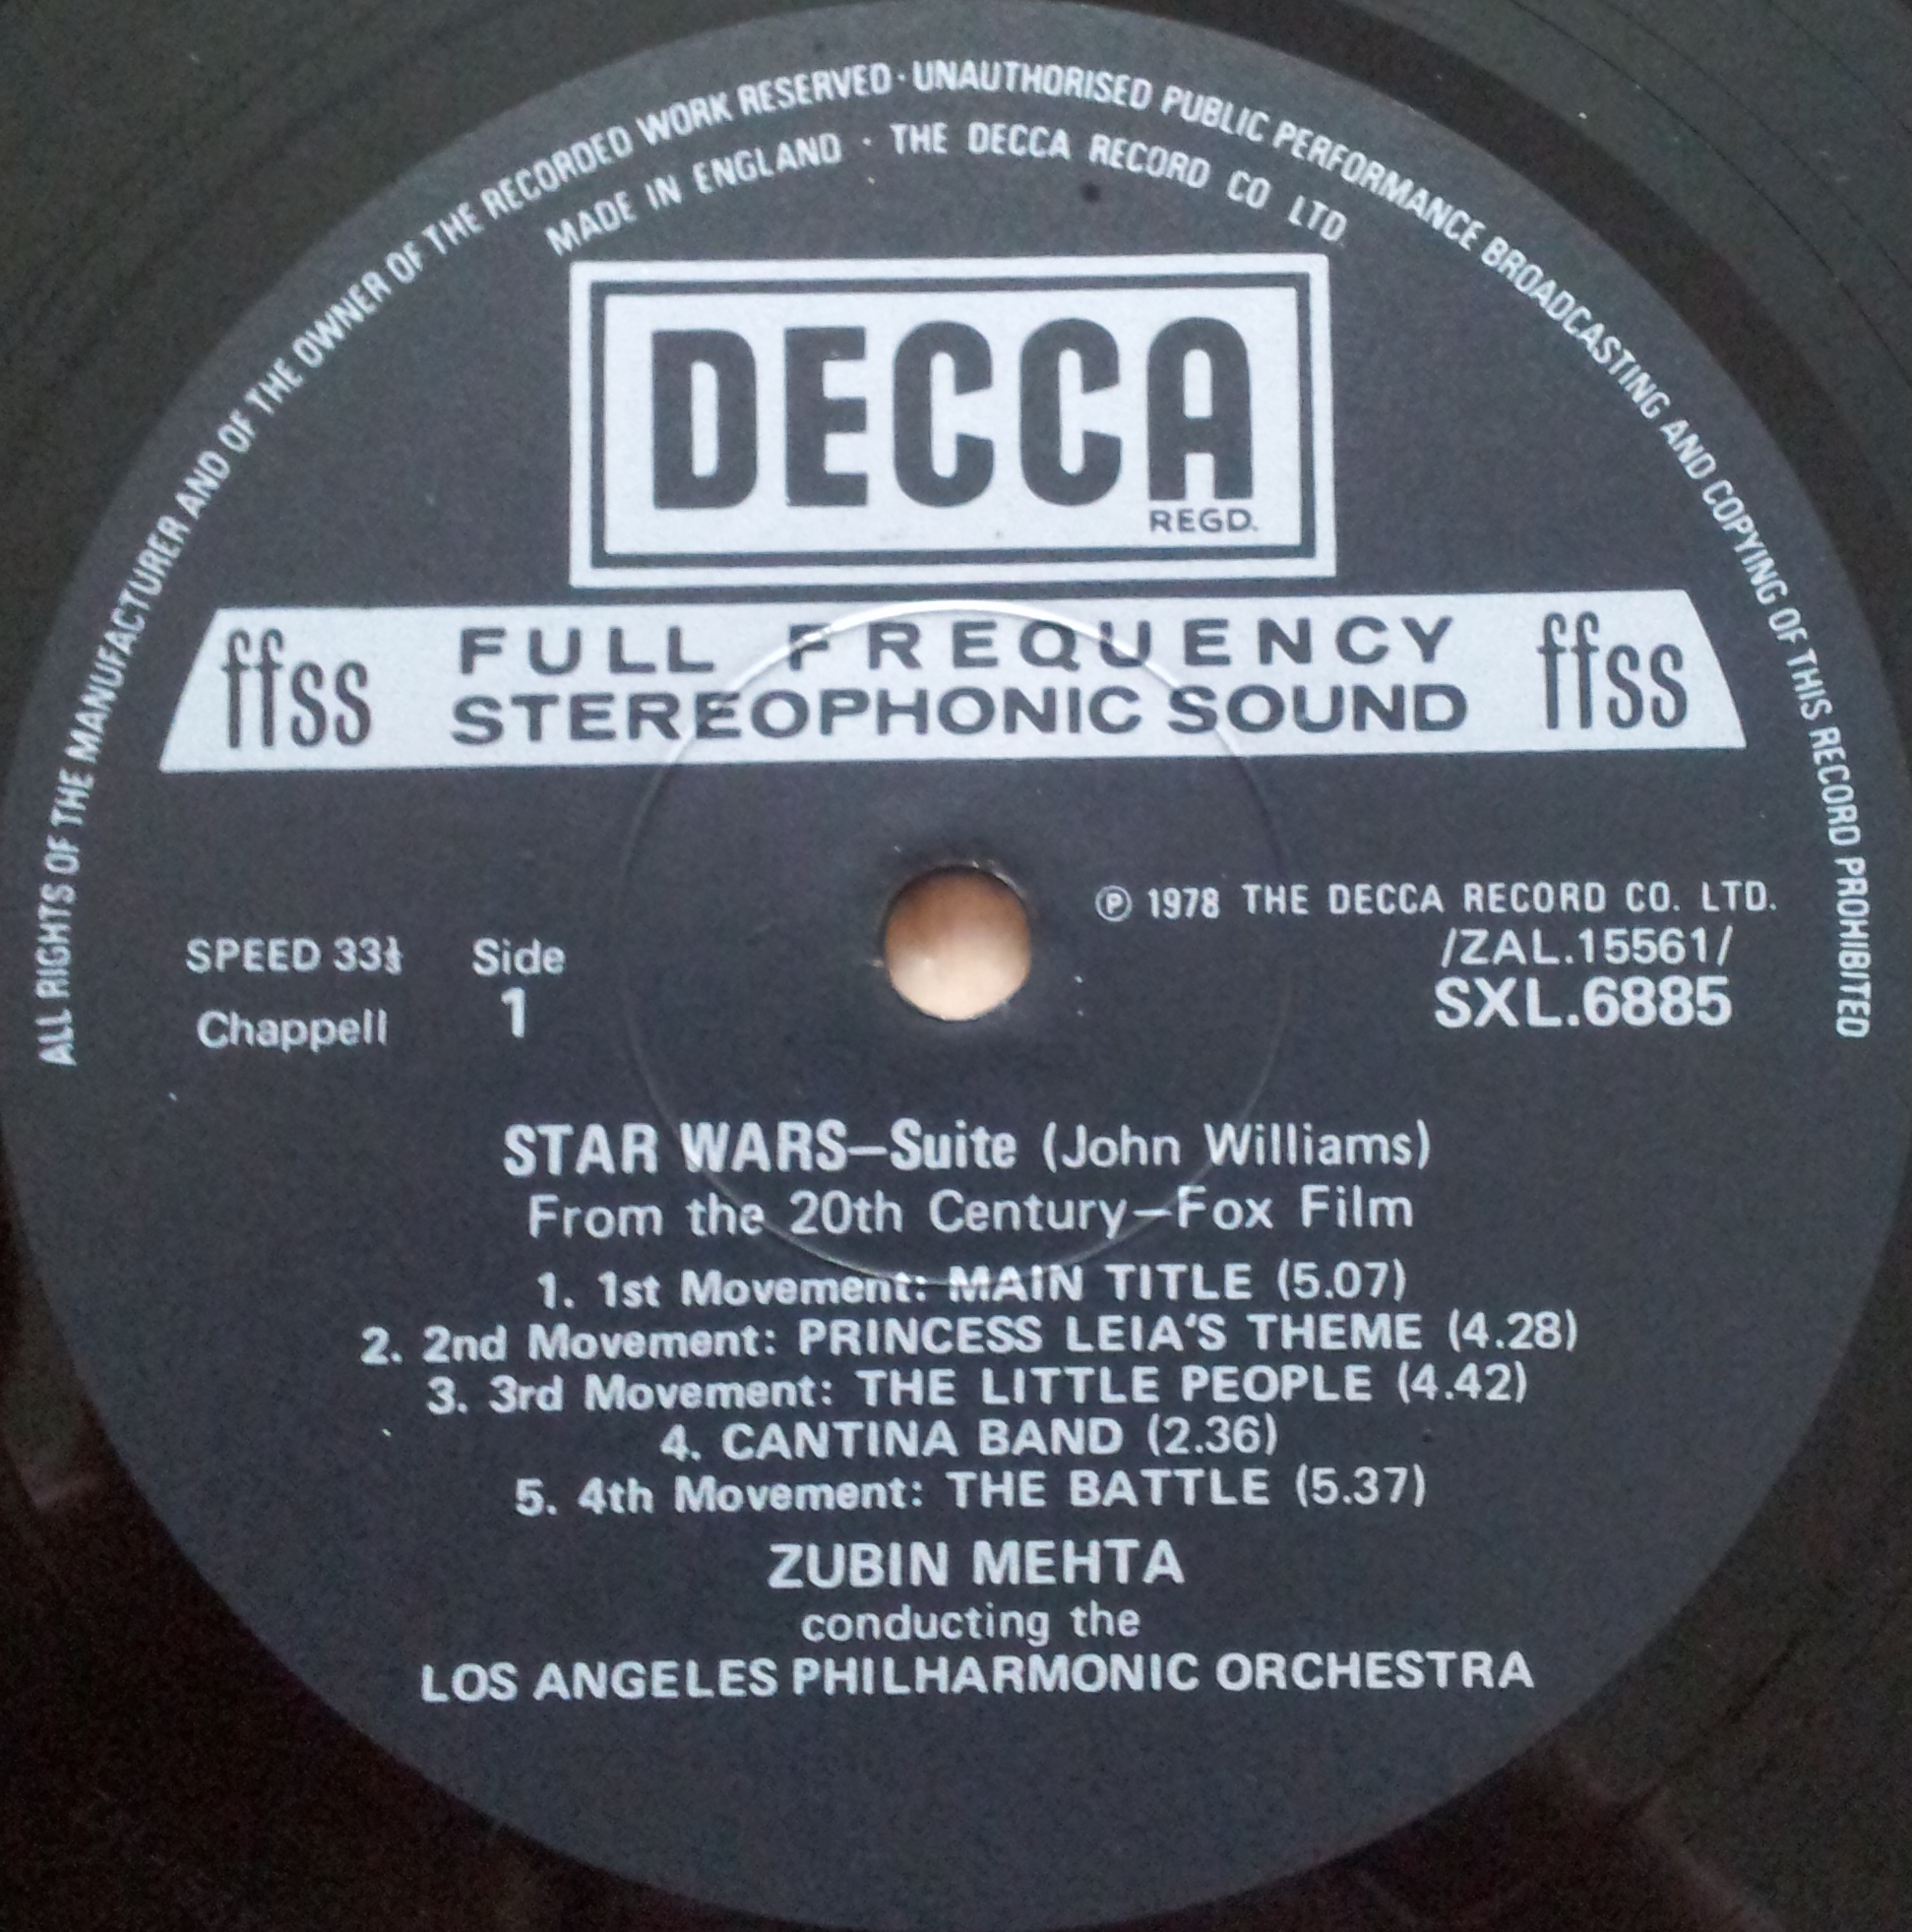 ALL RIGHTS OF THE MANUFACTURER AND OF THE OWNER OF THE RECORDED WORK RESERVED · UNAUTHORISED PUBLIC PERFORMANCE BROADCASTING AND COPYING OF THIS RECORD PROHIBITED
MADE IN ENGLAND · THE DECCA RECORD CO LTD.
DECCA
REGD.
ffss FULL FREQUENCY STEREOPHONIC SOUND ffss
℗ 1978 THE DECCA RECORD CO. LTD.
SPEED 33⅓ Side /ZAL.15561/
Chappell 1 SXL.6885
STAR WARS—Suite (John Williams)
From the 20th Century—Fox Film
1. 1st Movement: MAIN TITLE (5.07)
2. 2nd Movement: PRINCESS LEIA'S THEME (4.28)
3. 3rd Movement: THE LITTLE PEOPLE (4.42)
4. CANTINA BAND (2.36)
5. 4th Movement: THE BATTLE (5.37)
ZUBIN MEHTA
conducting the
LOS ANGELES PHILHARMONIC ORCHESTRA